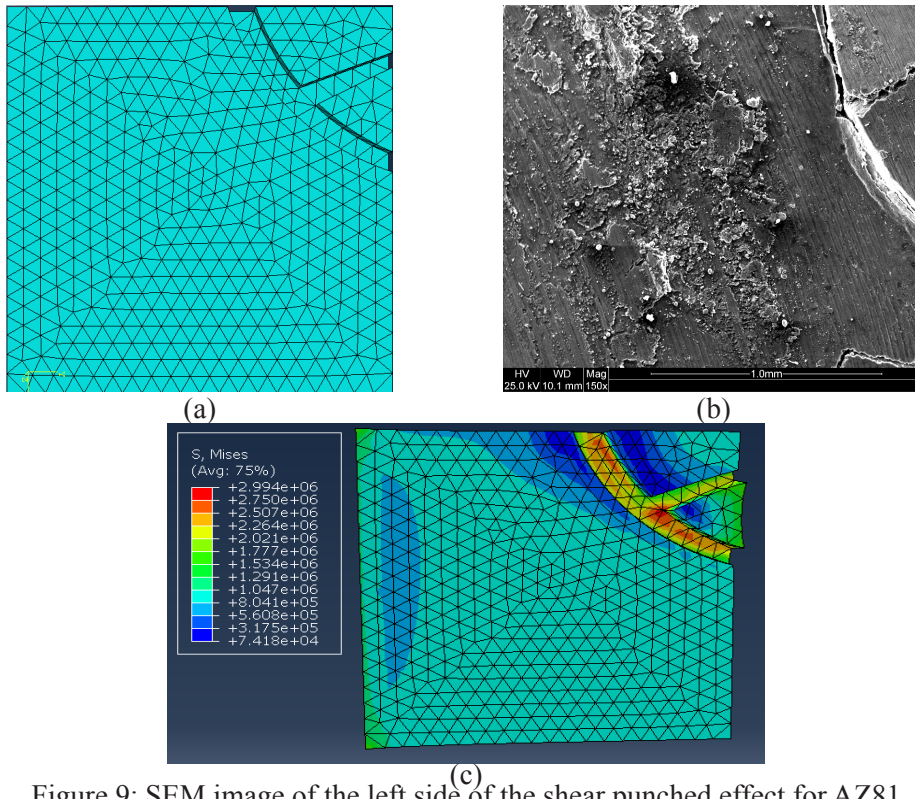 (a)
HV WD Mag
25.0 kV 10.1 mm 150x
1.0mm
(b)
S, Mises
(Avg: 75%)
+2.994e+06
+2.750e+06
+2.507e+06
+2.264e+06
+2.021e+06
+1.777e+06
+1.534e+06
+1.291e+06
+1.047e+06
+8.041e+05
+5.608e+05
+3.175e+05
+7.418e+04
(c)
Figure 9: SEM image of the left side of the shear punched effect for AZ81